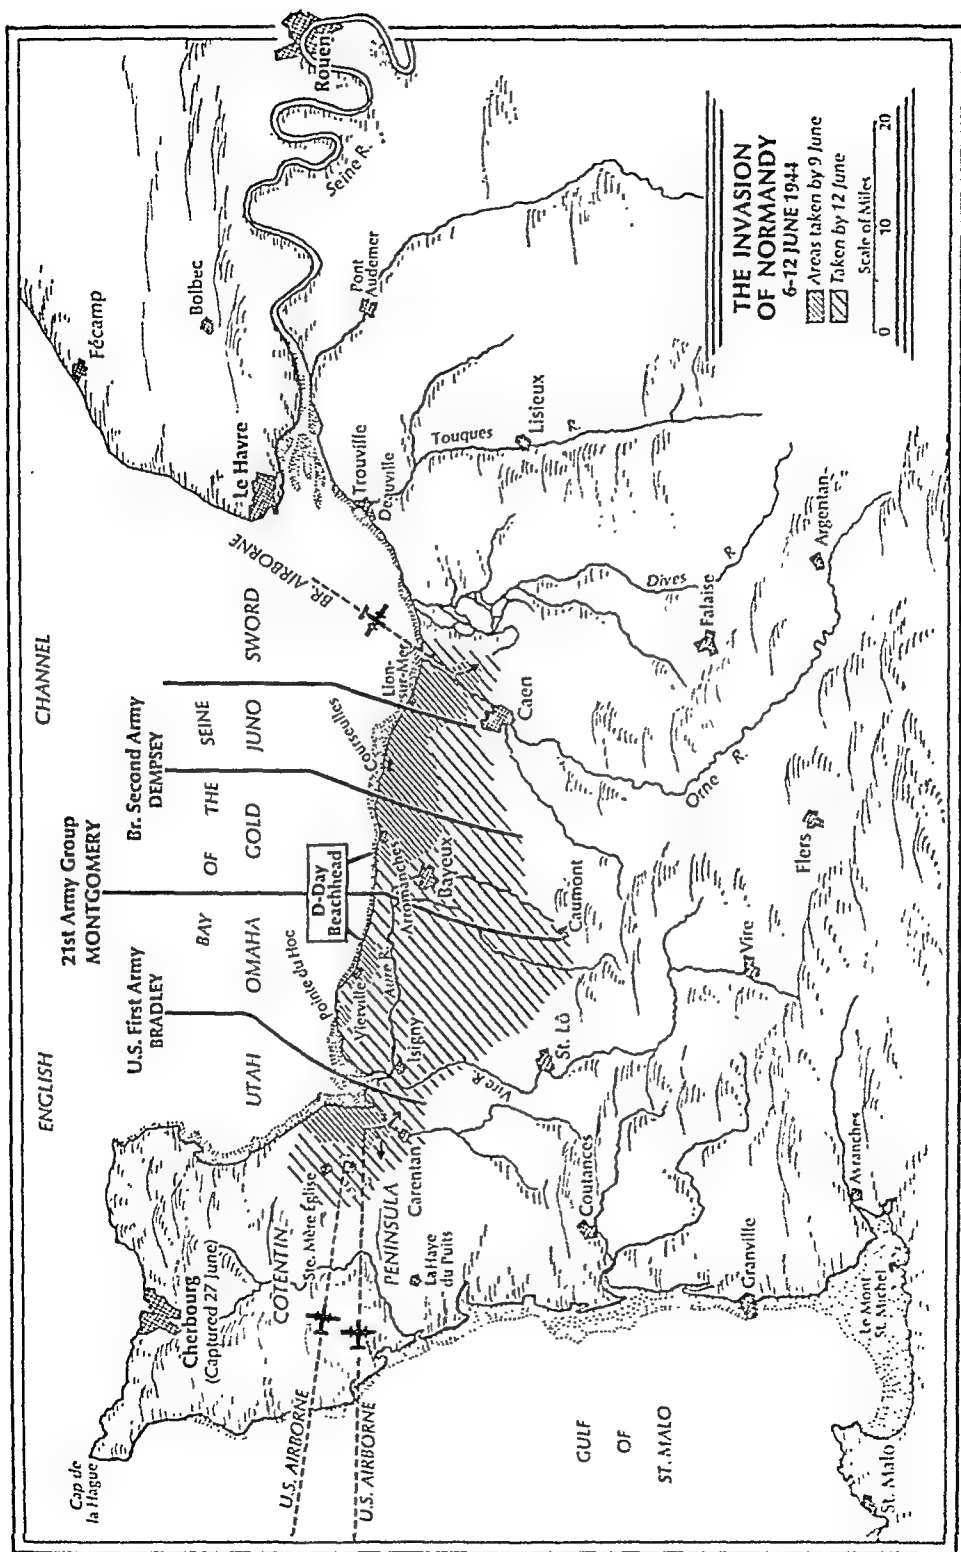 THE INVASION
OF NORMANDY
6-12 JUNE 1944
Areas taken by 9 June
Taken by 12 June
Scale of Miles
0 10 20
ENGLISH
CHANNEL
21st Army Group
MONTGOMERY
U.S. First Army
BRADLEY
Br. Second Army
DEMPSEY
BAY OF THE SEINE
UTAH OMAHA GOLD JUNO SWORD
BR. AIRBORNE
D-Day
Beachhead
Cap de
la Hague
Cherbourg
(Captured 27 June)
COTENTIN
PENINSULA
U.S. AIRBORNE
U.S. AIRBORNE
Ste. Mère Église
Carentan
La Haye
du Puits
Pointe du Hoc
Vierville
Aure R.
Isigny
Vire R.
St. Lô
Coutances
Arromanches
Bayeux
Caumont
Courseulles
Lion-
sur-Mer
Caen
Orne R.
Dives R.
Falaise
Argentan
Flers
Vire
Granville
Avranches
Le Mont
St. Michel
St. Malo
GULF
OF
ST. MALO
Le Havre
Fécamp
Bolbec
Rouen
Seine R.
Pont
Audemer
Trouville
Deauville
Touques R.
Lisieux